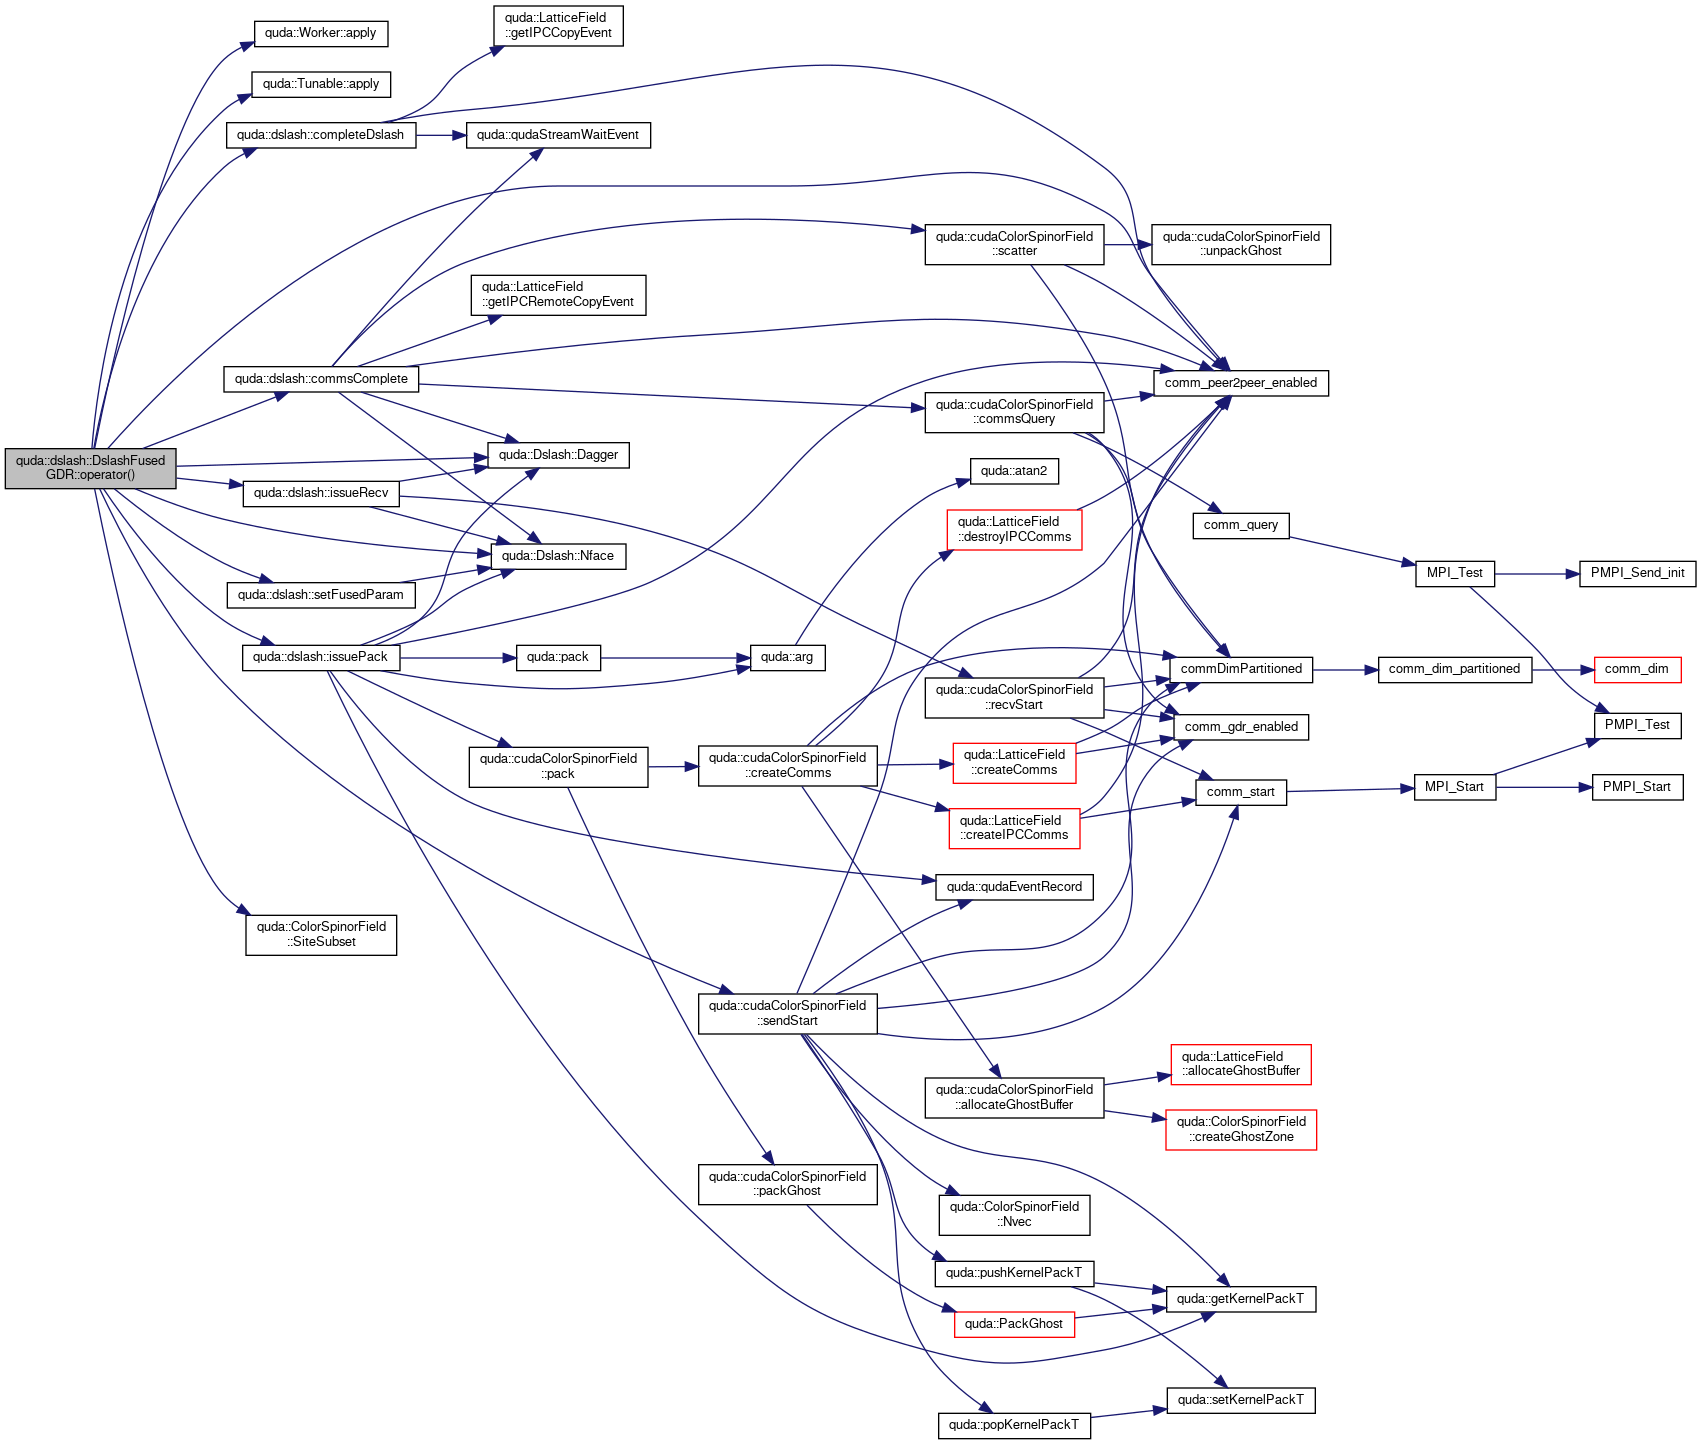 quda::dslash::DslashFused
GDR::operator()
quda::Worker::apply
quda::Tunable::apply
quda::dslash::completeDslash
quda::LatticeField
::getIPCCopyEvent
quda::qudaStreamWaitEvent
quda::dslash::commsComplete
quda::LatticeField
::getIPCRemoteCopyEvent
quda::Dslash::Dagger
quda::dslash::issueRecv
quda::Dslash::Nface
quda::dslash::setFusedParam
quda::dslash::issuePack
quda::pack
quda::arg
quda::atan2
quda::cudaColorSpinorField
::pack
quda::ColorSpinorField
::SiteSubset
quda::cudaColorSpinorField
::createComms
quda::cudaColorSpinorField
::sendStart
quda::cudaColorSpinorField
::packGhost
quda::cudaColorSpinorField
::scatter
quda::cudaColorSpinorField
::unpackGhost
comm_peer2peer_enabled
quda::cudaColorSpinorField
::commsQuery
quda::LatticeField
::destroyIPCComms
comm_query
MPI_Test
PMPI_Send_init
quda::cudaColorSpinorField
::recvStart
commDimPartitioned
comm_dim_partitioned
comm_dim
comm_gdr_enabled
PMPI_Test
quda::LatticeField
::createComms
comm_start
MPI_Start
PMPI_Start
quda::LatticeField
::createIPCComms
quda::qudaEventRecord
quda::cudaColorSpinorField
::allocateGhostBuffer
quda::LatticeField
::allocateGhostBuffer
quda::ColorSpinorField
::createGhostZone
quda::ColorSpinorField
::Nvec
quda::pushKernelPackT
quda::getKernelPackT
quda::PackGhost
quda::setKernelPackT
quda::popKernelPackT